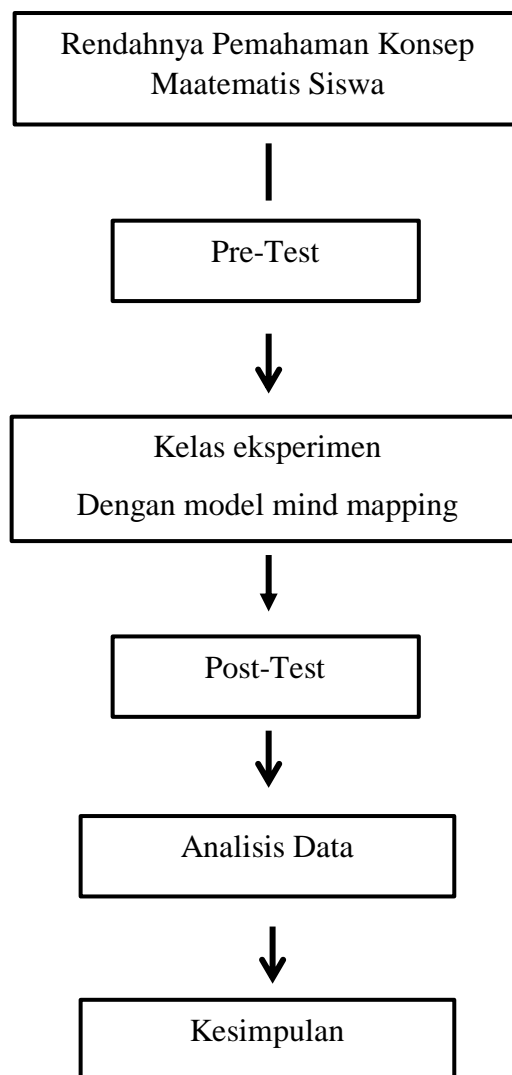 Rendahnya Pemahaman Konsep
Maatematis Siswa
Pre-Test
Kelas eksperimen
Dengan model mind mapping
Post-Test
Analisis Data
Kesimpulan